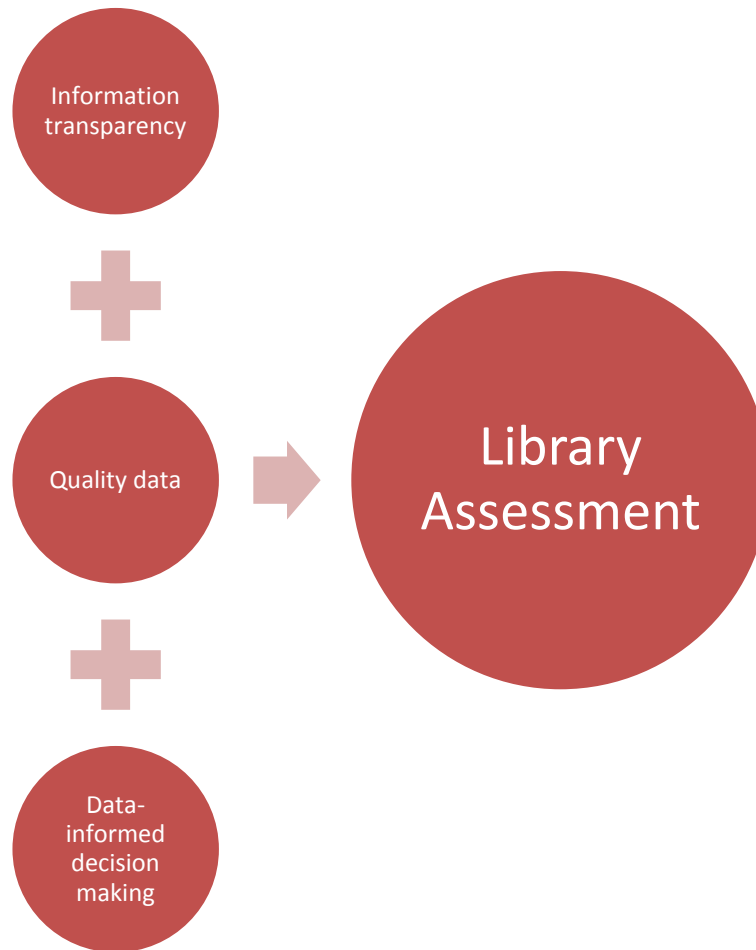 Information
transparency
Quality data
Library
Assessment
Data-
informed
decision
making